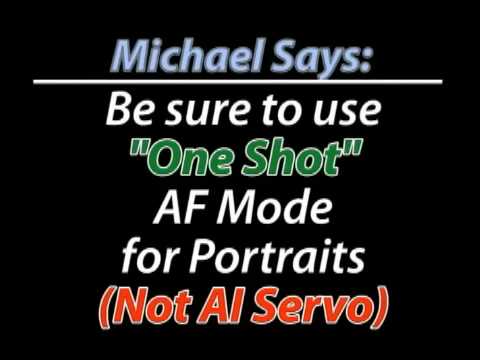 Michael Says:
Be sure to use
"One Shot"
AF Mode
for Portraits
(Not AI Servo)